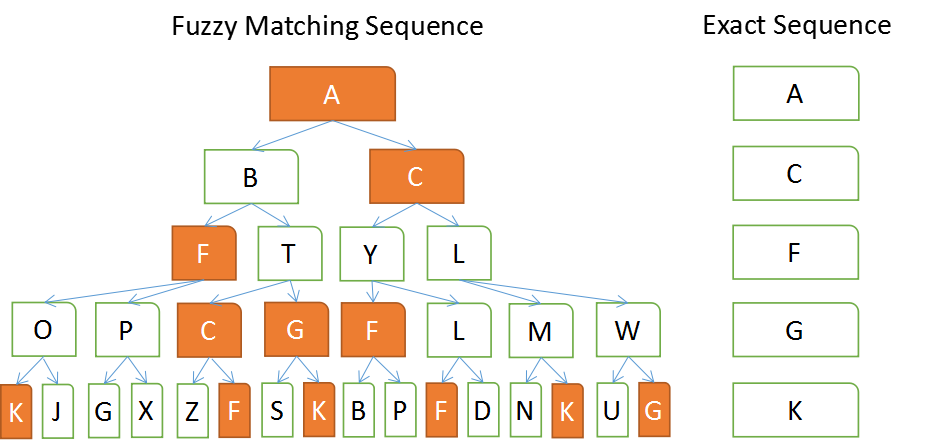 Fuzzy Matching Sequence
Exact Sequence
A
B C
F T Y L
O P C G F L M W
K J G X Z F S K B P F D N K U G
A
C
F
G
K